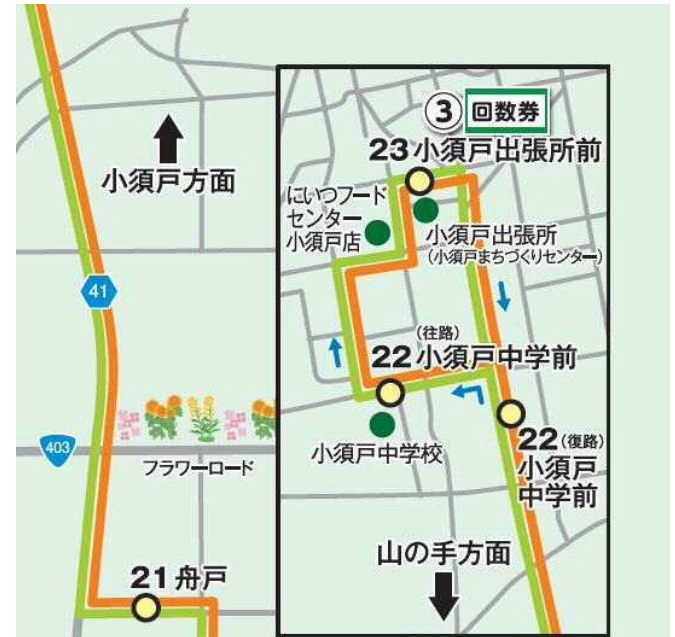 小須戸方面
41
403
フラワーロード
21 舟戸
③ 回数券
23 小須戸出張所前
にいつフード
センター
小須戸店
小須戸出張所
(小須戸まちづくりセンター)
(往路)
22 小須戸中学前
小須戸中学校
22 (復路)
小須戸
中学前
山の手方面